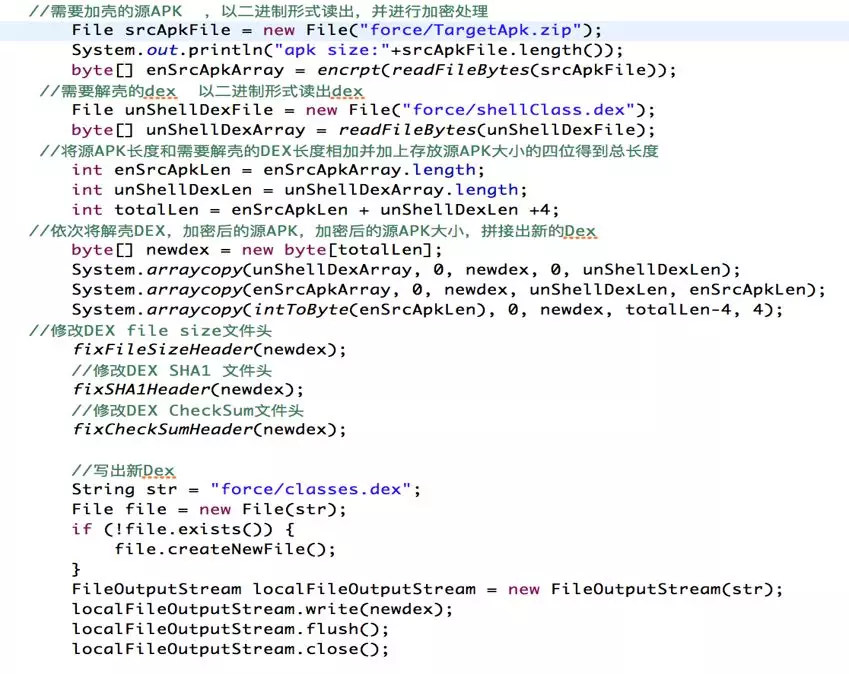 //需要加壳的源APK ，以二进制形式读出，并进行加密处理
File srcApkFile = new File("force/TargetApk.zip");
System.out.println("apk size:"+srcApkFile.length());
byte[] enSrcApkArray = encrpt(readFileBytes(srcApkFile));
//需要解壳的dex 以二进制形式读出dex
File unShellDexFile = new File("force/shellClass.dex");
byte[] unShellDexArray = readFileBytes(unShellDexFile);
//将源APK长度和需要解壳的DEX长度相加并加上存放源APK大小的四位得到总长度
int enSrcApkLen = enSrcApkArray.length;
int unShellDexLen = unShellDexArray.length;
int totalLen = enSrcApkLen + unShellDexLen +4;
//依次将解壳DEX，加密后的源APK，加密后的源APK大小，拼接出新的Dex
byte[] newdex = new byte[totalLen];
System.arraycopy(unShellDexArray, 0, newdex, 0, unShellDexLen);
System.arraycopy(enSrcApkArray, 0, newdex, unShellDexLen, enSrcApkLen);
System.arraycopy(intToByte(enSrcApkLen), 0, newdex, totalLen-4, 4);
//修改DEX file size文件头
fixFileSizeHeader(newdex);
//修改DEX SHA1 文件头
fixSHA1Header(newdex);
//修改DEX CheckSum文件头
fixCheckSumHeader(newdex);
//写出新Dex
String str = "force/classes.dex";
File file = new File(str);
if (!file.exists()) {
file.createNewFile();
}
FileOutputStream localFileOutputStream = new FileOutputStream(str);
localFileOutputStream.write(newdex);
localFileOutputStream.flush();
localFileOutputStream.close();